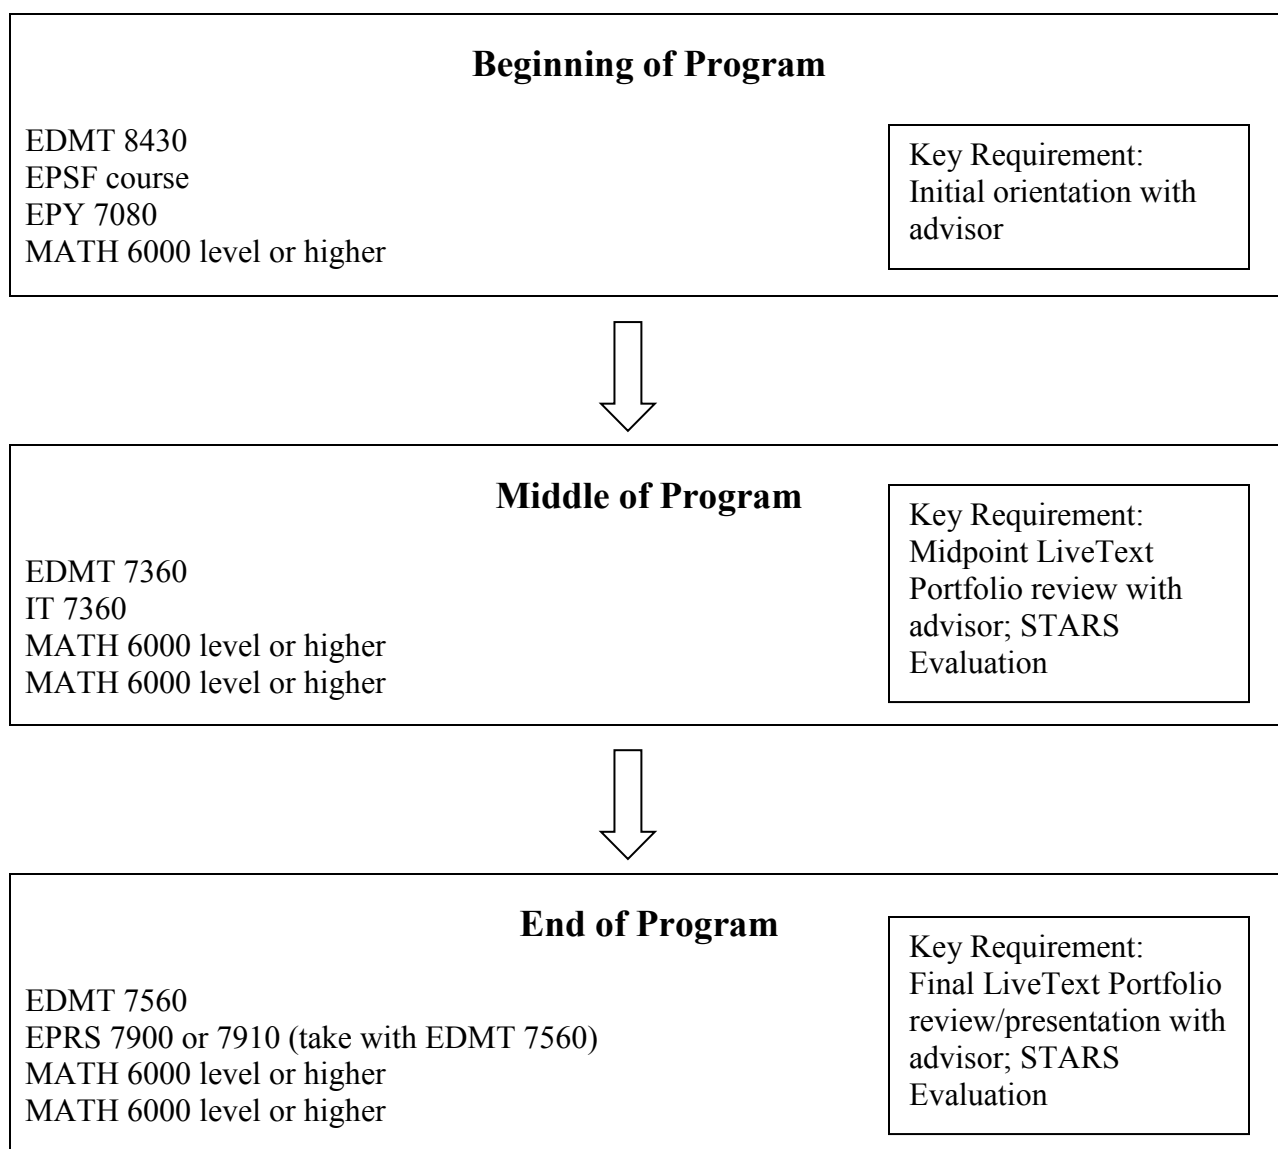 Beginning of Program
EDMT 8430
EPSF course
EPY 7080
MATH 6000 level or higher
Key Requirement:
Initial orientation with
advisor
Middle of Program
EDMT 7360
IT 7360
MATH 6000 level or higher
MATH 6000 level or higher
Key Requirement:
Midpoint LiveText
Portfolio review with
advisor; STARS
Evaluation
End of Program
EDMT 7560
EPRS 7900 or 7910 (take with EDMT 7560)
MATH 6000 level or higher
MATH 6000 level or higher
Key Requirement:
Final LiveText Portfolio
review/presentation with
advisor; STARS
Evaluation